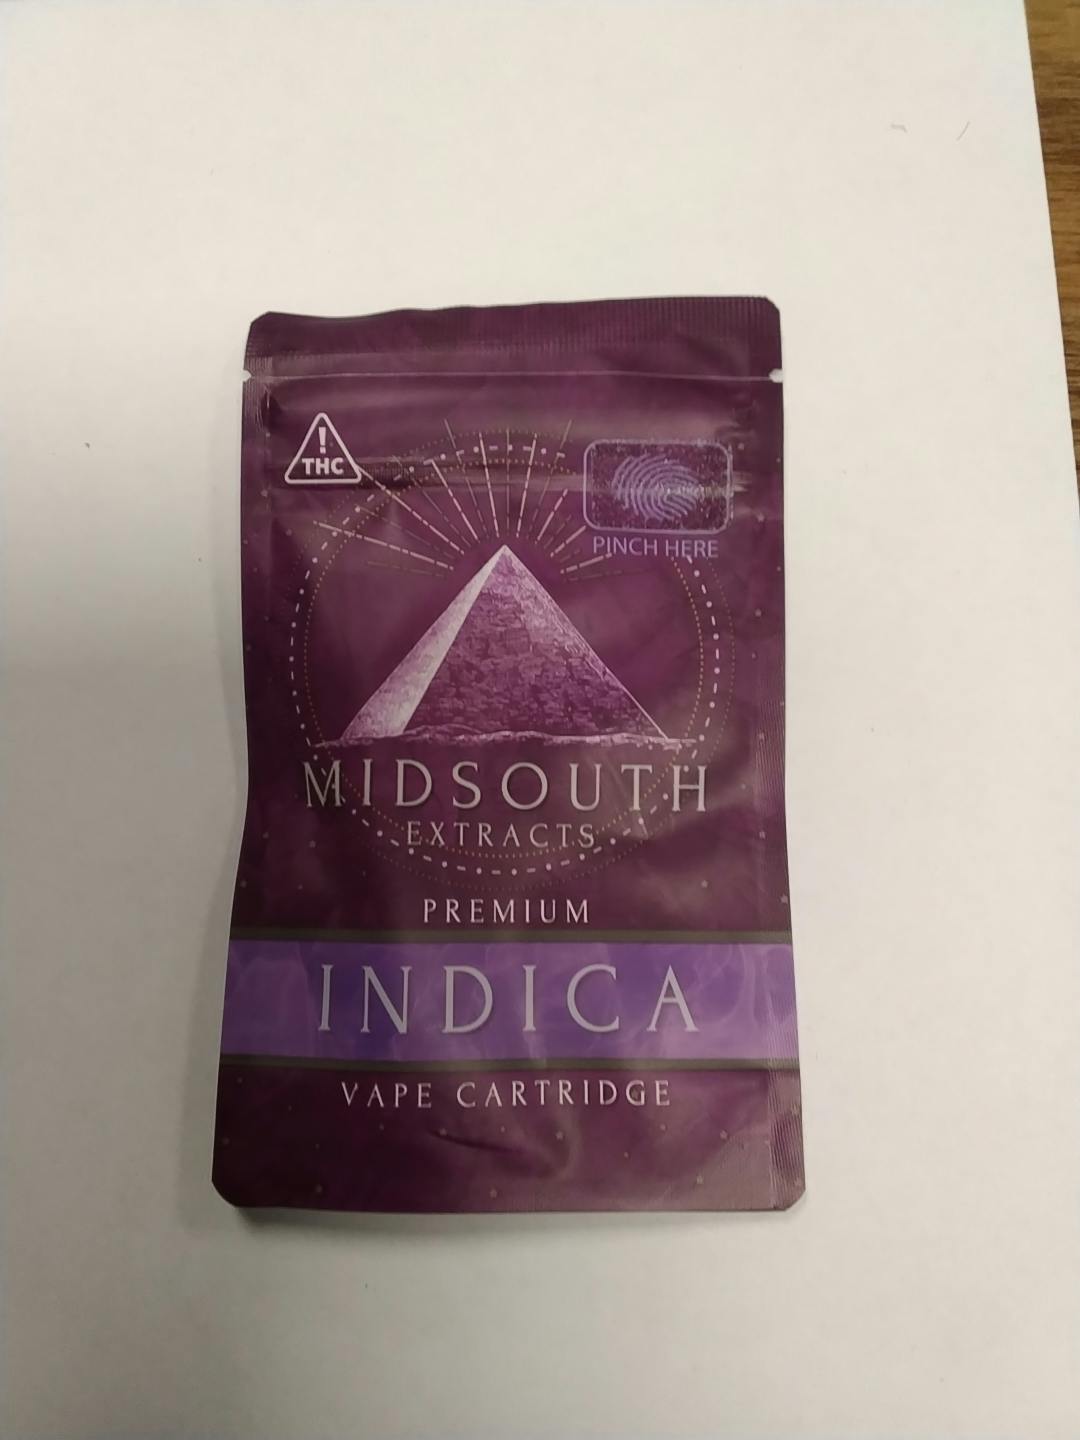 !
THC
PINCH HERE
MIDSOUTH
EXTRACTS
PREMIUM
INDICA
VAPE CARTRIDGE